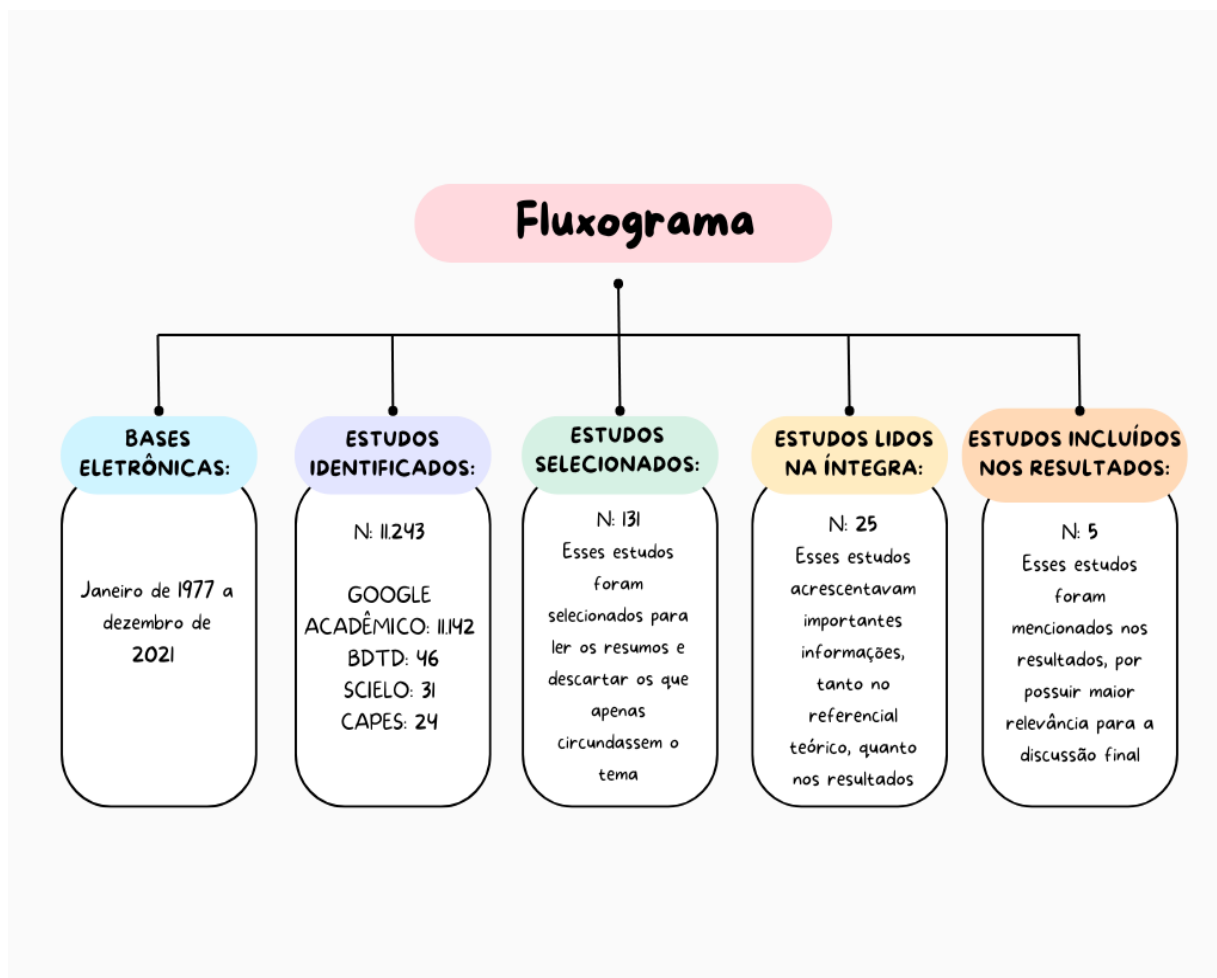 Fluxograma
BASES
ELETRÔNICAS:
Janeiro de 1977 a
dezembro de
2021
ESTUDOS
IDENTIFICADOS:
N: 11.243
GOOGLE
ACADÊMICO: 11.142
BDTD: 46
SCIELO: 31
CAPES: 24
ESTUDOS
SELECIONADOS:
N: 131
Esses estudos
foram
selecionados para
ler os resumos e
descartar os que
apenas
circundassem o
tema
ESTUDOS LIDOS
NA ÍNTEGRA:
N: 25
Esses estudos
acrescentavam
importantes
informações,
tanto no
referencial
teórico, quanto
nos resultados
ESTUDOS INCLUÍDOS
NOS RESULTADOS:
N: 5
Esses estudos
foram
mencionados nos
resultados, por
possuir maior
relevância para a
discussão final